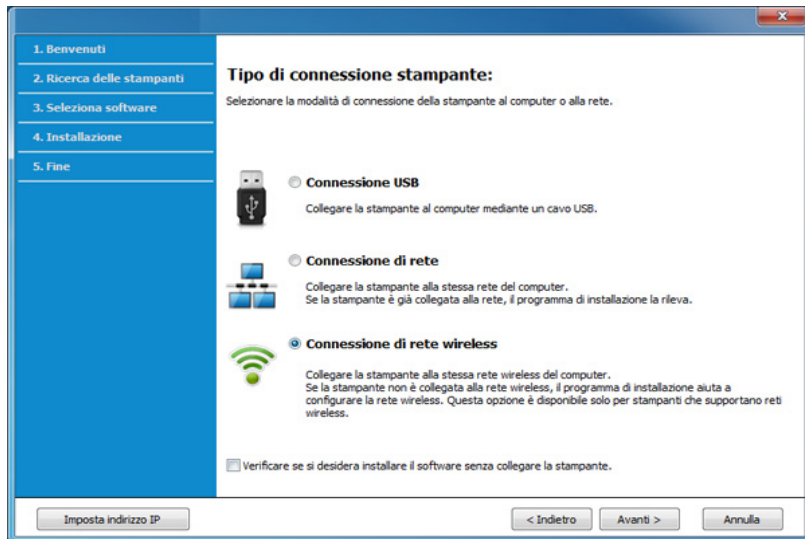 1. Benvenuti
2. Ricerca delle stampanti
3. Seleziona software
4. Installazione
5. Fine
Tipo di connessione stampante:
Selezionare la modalità di connessione della stampante al computer o alla rete.
Connessione USB
Collegare la stampante al computer mediante un cavo USB.
Connessione di rete
Collegare la stampante alla stessa rete del computer.
Se la stampante è già collegata alla rete, il programma di installazione la rileva.
Connessione di rete wireless
Collegare la stampante alla stessa rete wireless del computer.
Se la stampante non è collegata alla rete wireless, il programma di installazione aiuta a
configurare la rete wireless. Questa opzione è disponibile solo per stampanti che supportano reti
wireless.
Verificare se si desidera installare il software senza collegare la stampante.
Imposta indirizzo IP
< Indietro
Avanti >
Annulla